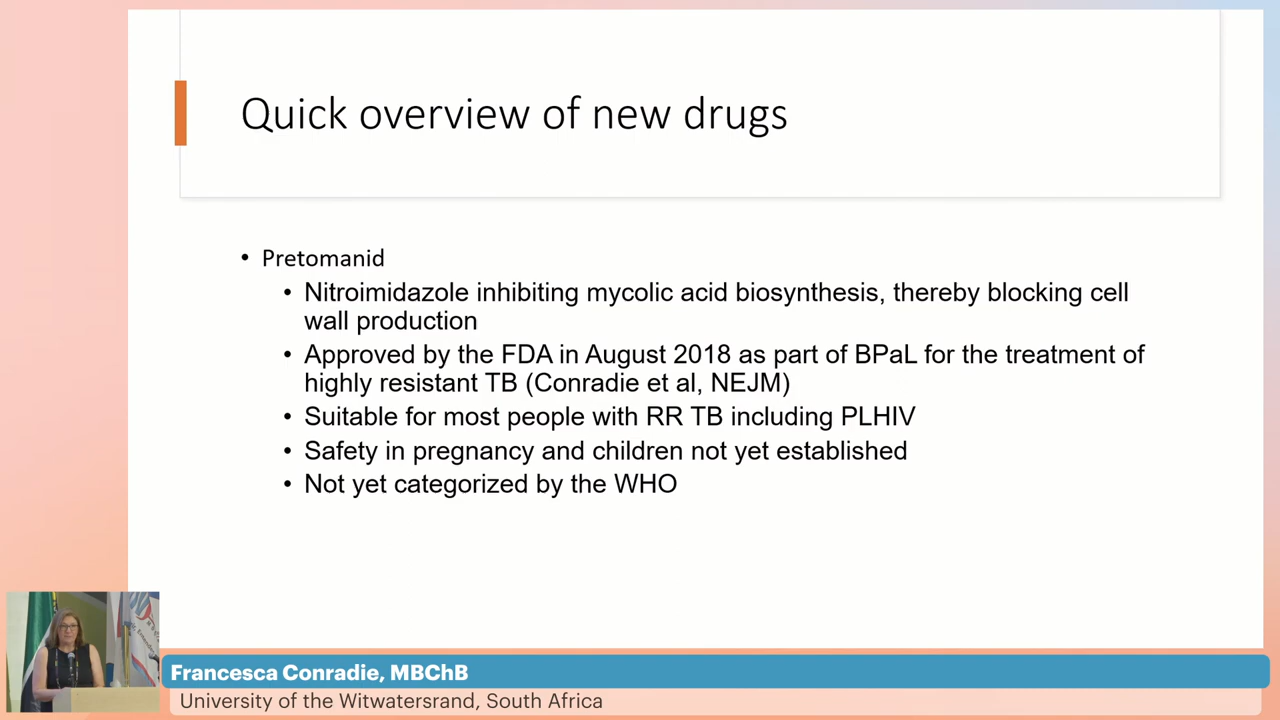 Quick overview of new drugs
• Pretomanid
• Nitroimidazole inhibiting mycolic acid biosynthesis, thereby blocking cell
wall production
• Approved by the FDA in August 2018 as part of BPaL for the treatment of
highly resistant TB (Conradie et al, NEJM)
• Suitable for most people with RR TB including PLHIV
• Safety in pregnancy and children not yet established
• Not yet categorized by the WHO
Francesca Conradie, MBChB
University of the Witwatersrand, South Africa